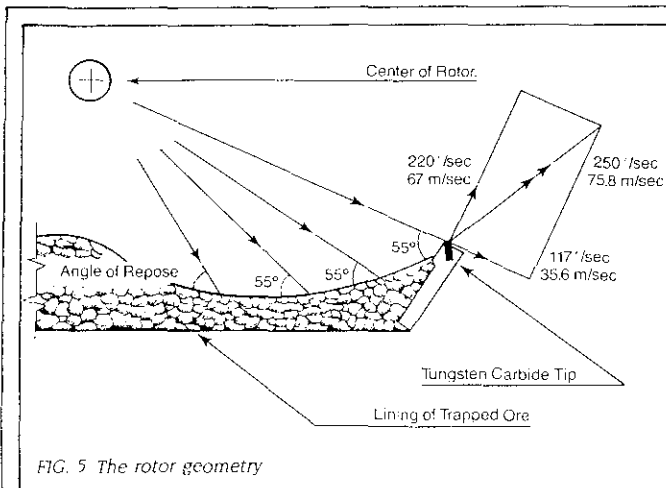 Center of Rotor.
220'/sec
67 m/sec
250'/sec
75.8 m/sec
55°
117'/sec
35.6 m/sec
Angle of Repose
55°
55°
Tungsten Carbide Tip
Lining of Trapped Ore
FIG. 5 The rotor geometry